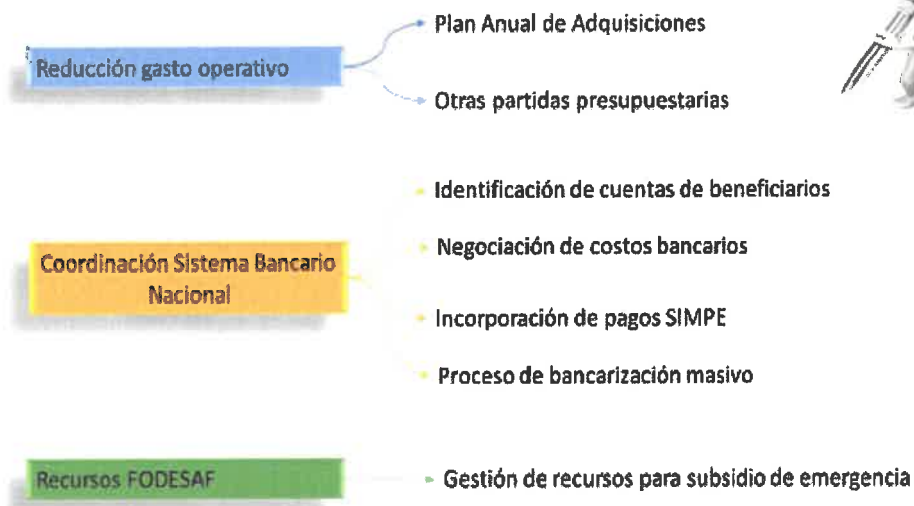 Plan Anual de Adquisiciones
Reducción gasto operativo
Otras partidas presupuestarias
Identificación de cuentas de beneficiarios
Negociación de costos bancarios
Coordinación Sistema Bancario
Nacional
Incorporación de pagos SIMPE
Proceso de bancarización masivo
Recursos FODESAF
Gestión de recursos para subsidio de emergencia